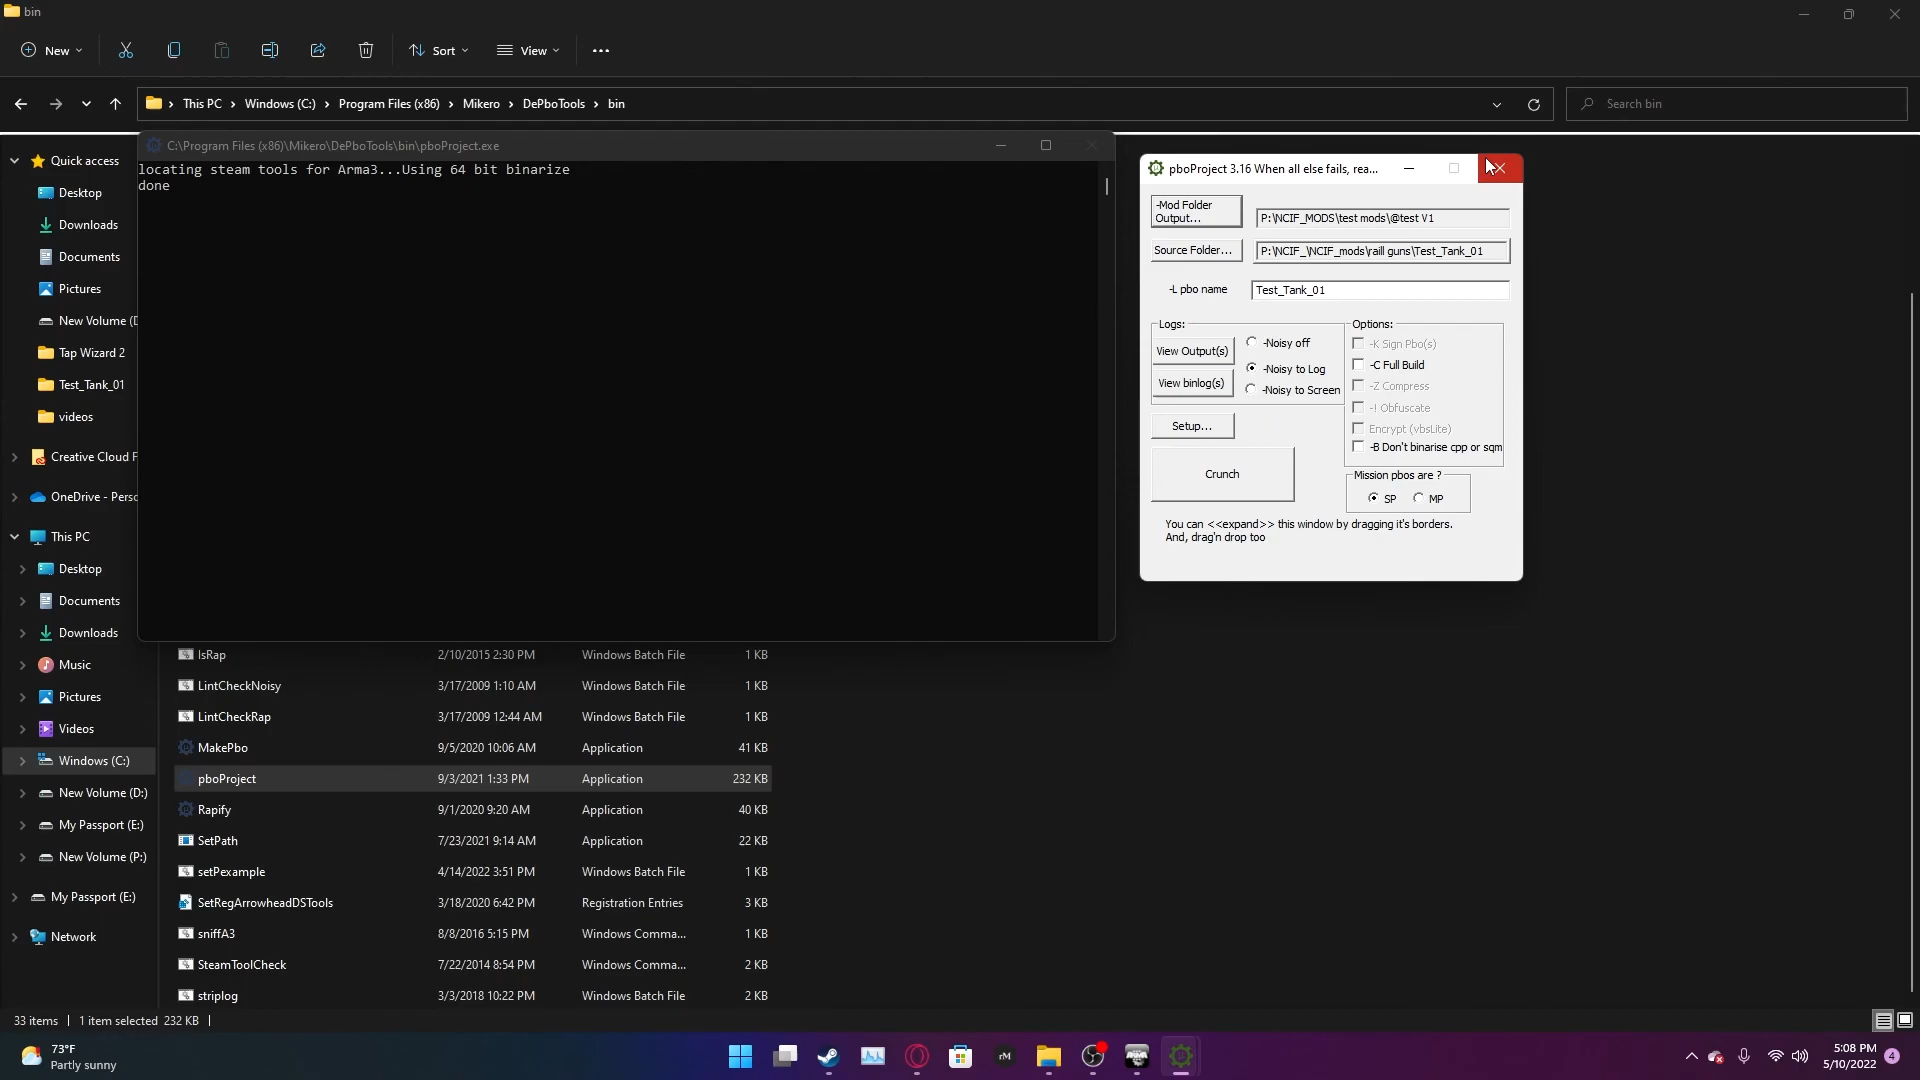 bin
New
Sort
View
This PC
Windows (C:)
Program Files (x86)
Mikero
DePboTools
bin
Search bin
Quick access
Desktop
Downloads
Documents
Pictures
New Volume (D
Tap Wizard 2
Test_Tank_01
videos
Creative Cloud F
OneDrive - Perso
This PC
Desktop
Documents
Downloads
Music
Pictures
Videos
Windows (C:)
New Volume (D:)
My Passport (E:)
New Volume (P:)
My Passport (E:)
Network
C:\Program Files (x86)\Mikero\DePboTools\bin\pboProject.exe
locating steam tools for Arma3...Using 64 bit binarize
done
pboProject 3.16 When all else fails, rea...
-Mod Folder
Output...
P:\NCIF_MODS\test mods\@test V1
Source Folder...
P:\NCIF_\NCIF_mods\raill guns\Test_Tank_01
-L pbo name
Test_Tank_01
Logs:
View Output(s)
View binlog(s)
-Noisy off
-Noisy to Log
-Noisy to Screen
Options:
-K Sign Pbo(s)
-C Full Build
-Z Compress
-! Obfuscate
Encrypt (vbsLite)
-B Don't binarise cpp or sqm
Setup...
Crunch
Mission pbos are ?
SP
MP
You can <<expand>> this window by dragging it's borders.
And, drag'n drop too
IsRap 2/10/2015 2:30 PM Windows Batch File 1 KB
LintCheckNoisy 3/17/2009 1:10 AM Windows Batch File 1 KB
LintCheckRap 3/17/2009 12:44 AM Windows Batch File 1 KB
MakePbo 9/5/2020 10:06 AM Application 41 KB
pboProject 9/3/2021 1:33 PM Application 232 KB
Rapify 9/1/2020 9:20 AM Application 40 KB
SetPath 7/23/2021 9:14 AM Application 22 KB
setPexample 4/14/2022 3:51 PM Windows Batch File 1 KB
SetRegArrowheadDSTools 3/18/2020 6:42 PM Registration Entries 3 KB
sniffA3 8/8/2016 5:15 PM Windows Comma... 1 KB
SteamToolCheck 7/22/2014 8:54 PM Windows Comma... 2 KB
striplog 3/3/2018 10:22 PM Windows Batch File 2 KB
33 items
1 item selected 232 KB
73°F
Partly sunny
rM
5:08 PM
5/10/2022
4